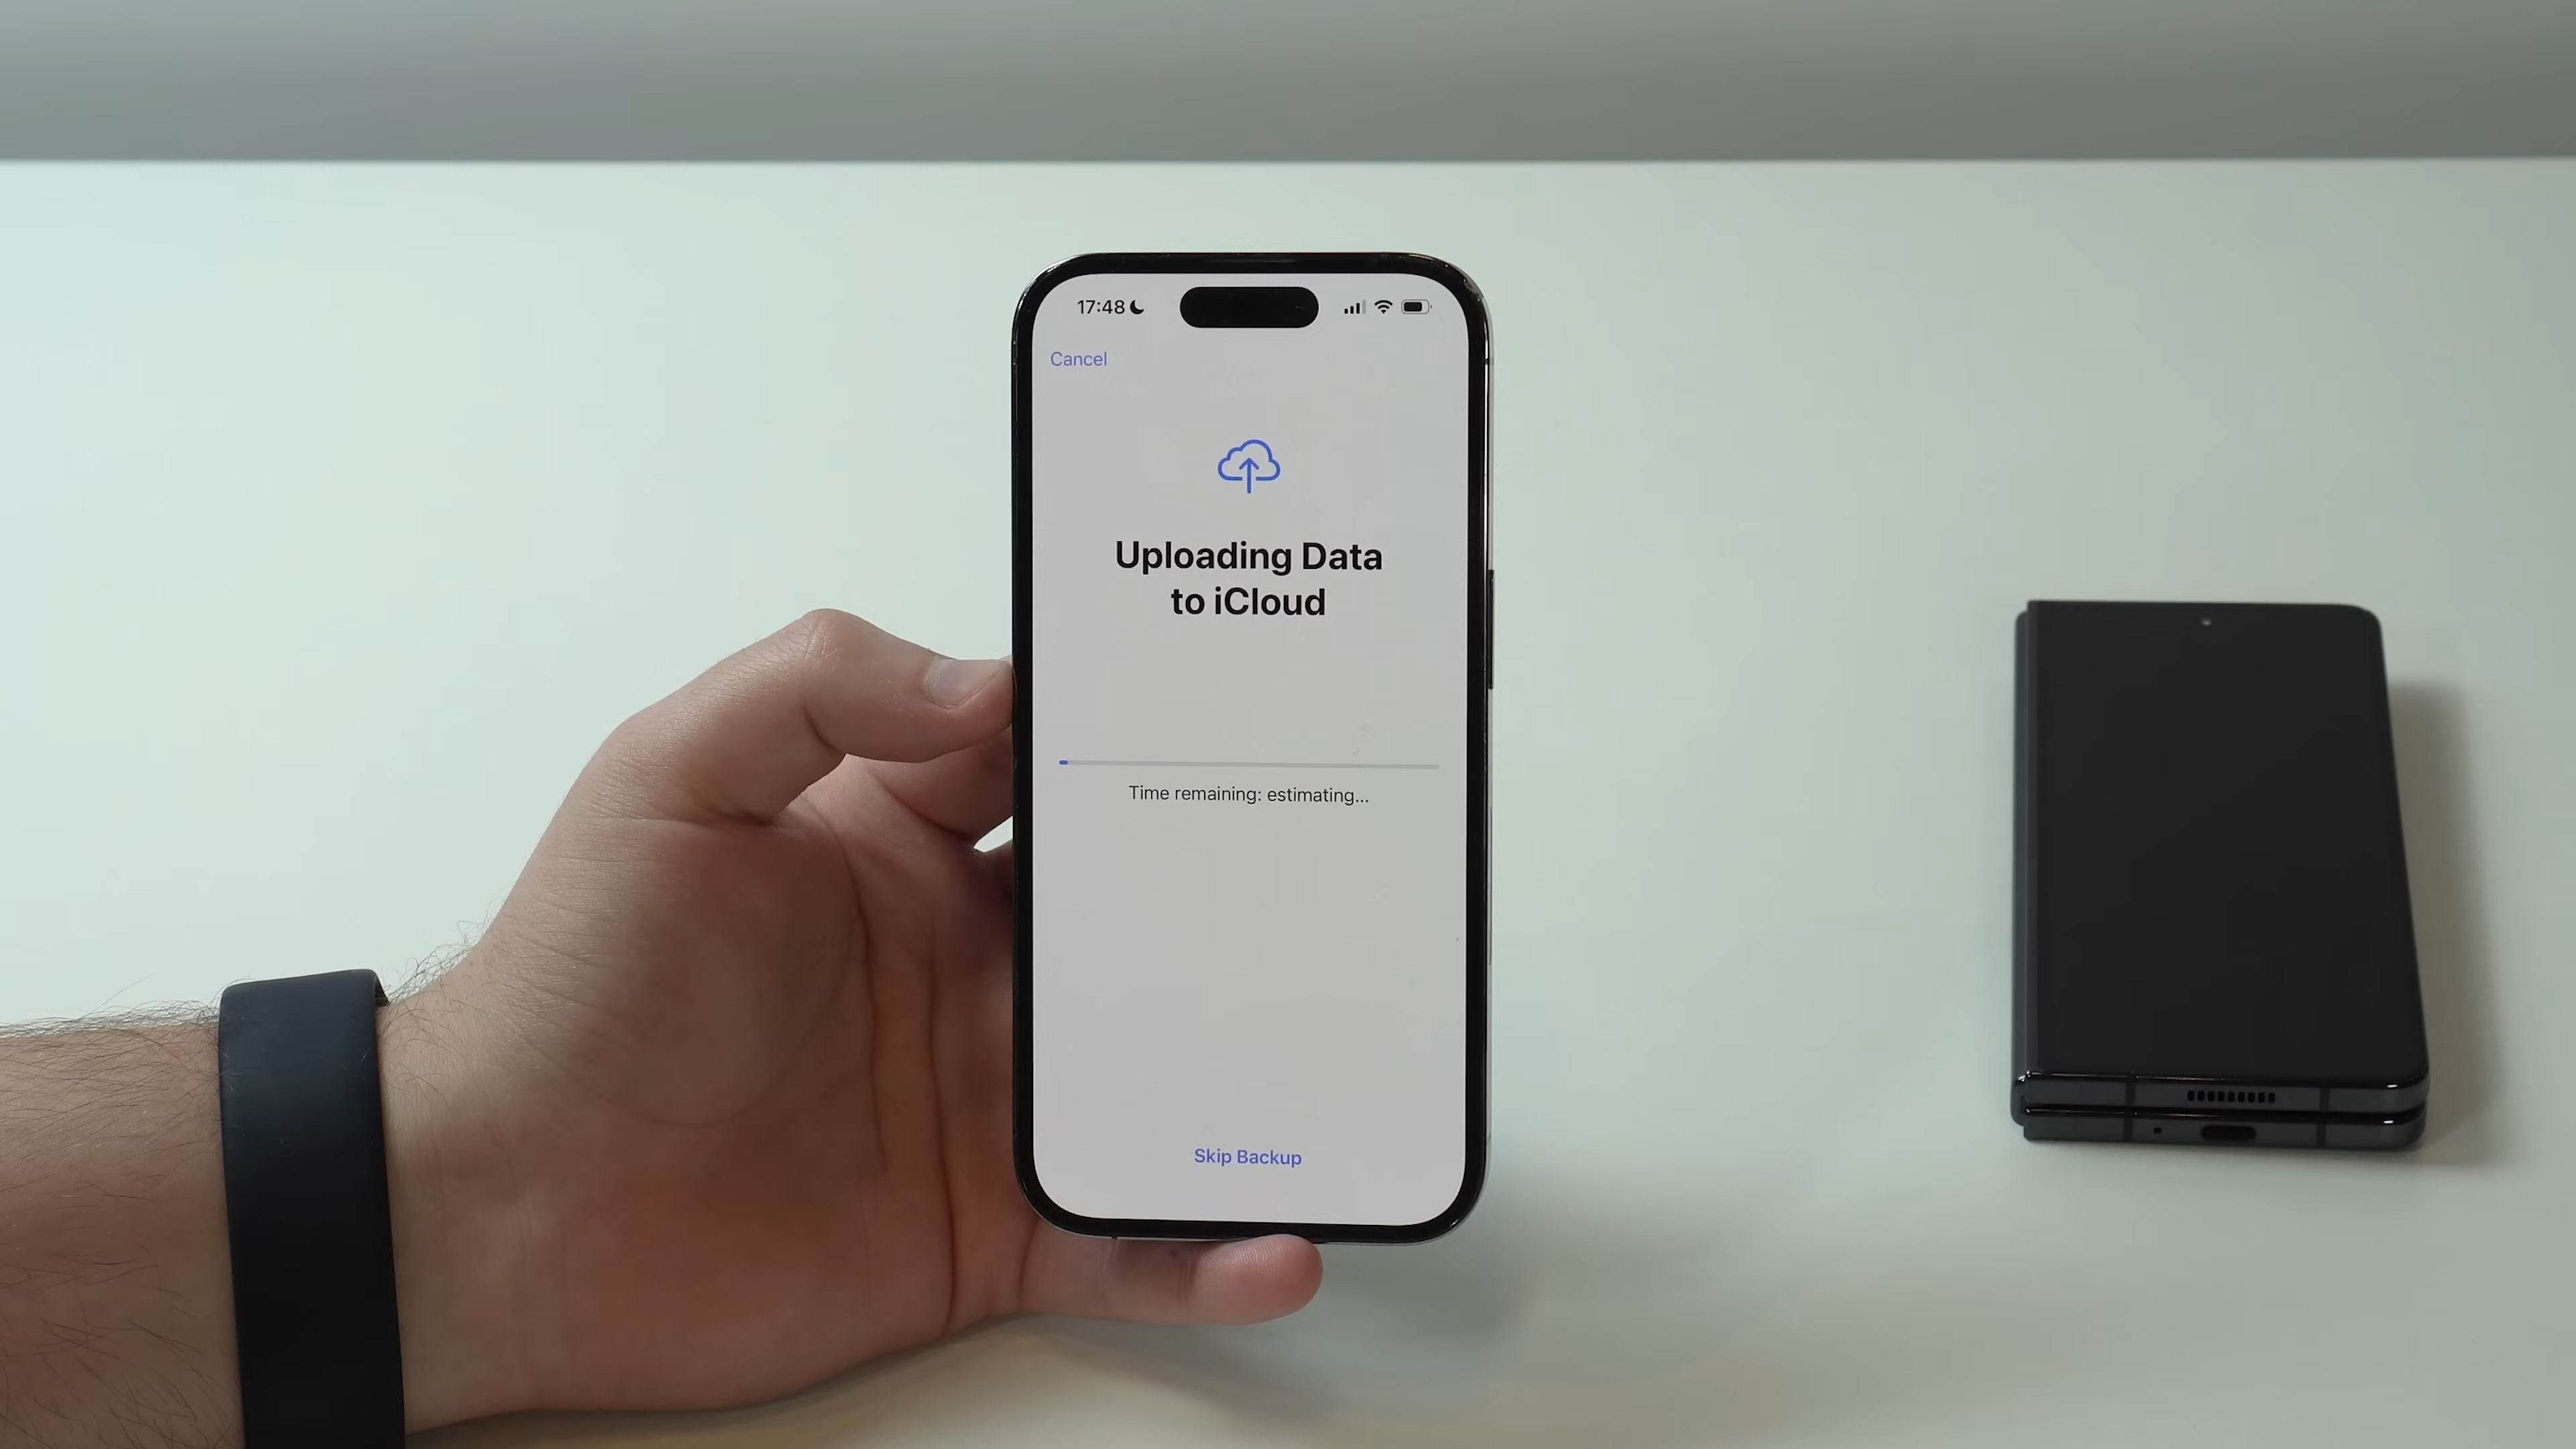 17:48
Cancel
Uploading Data
to iCloud
Time remaining: estimating...
Skip Backup